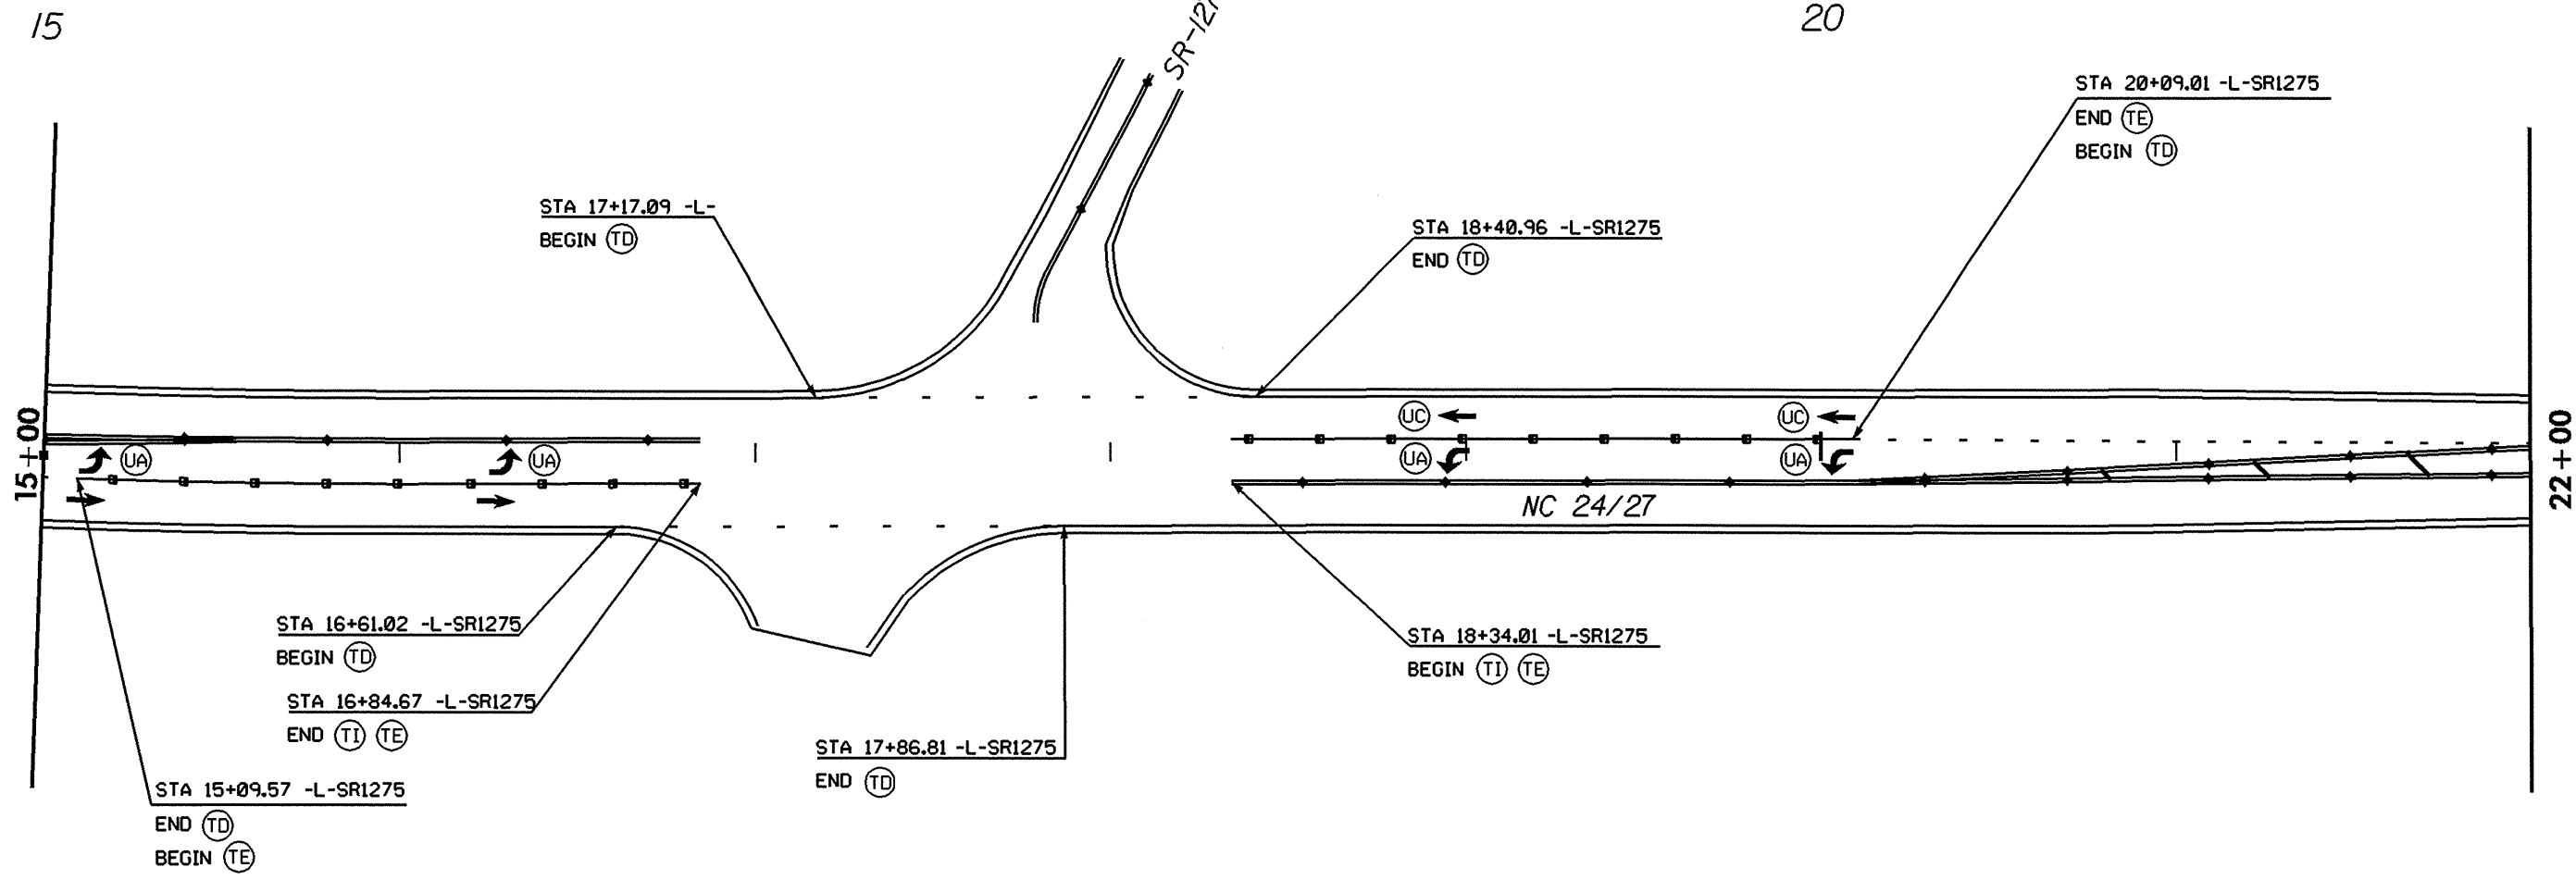 15
20
STA 20+09.01 -L-SR1275
END TE
BEGIN TD
STA 17+17.09 -L-
BEGIN TD
STA 18+40.96 -L-SR1275
END TD
UC
UC
UA
UA
UA
UA
15+00
22+00
NC 24/27
STA 16+61.02 -L-SR1275
BEGIN TD
STA 16+84.67 -L-SR1275
END TI TE
STA 18+34.01 -L-SR1275
BEGIN TI TE
STA 17+86.81 -L-SR1275
END TD
STA 15+09.57 -L-SR1275
END TD
BEGIN TE